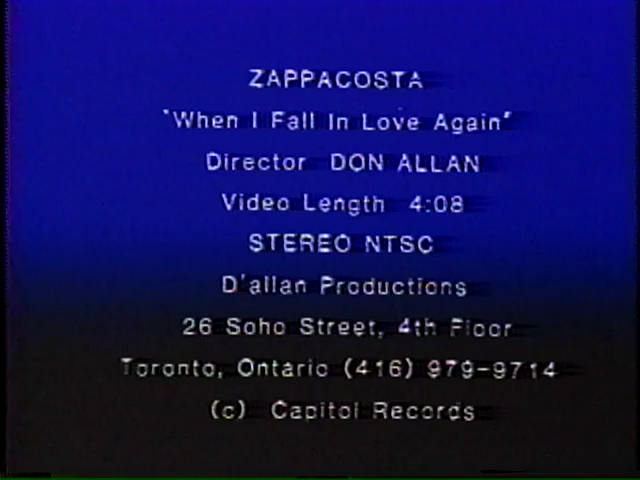 ZAPPACOSTA
"When I Fall In Love Again"
Director DON ALLAN
Video Length 4:08
STEREO NTSC
D'allan Productions
26 Soho Street, 4th Floor
Toronto, Ontario (416) 979-9714
(c) Capitol Records